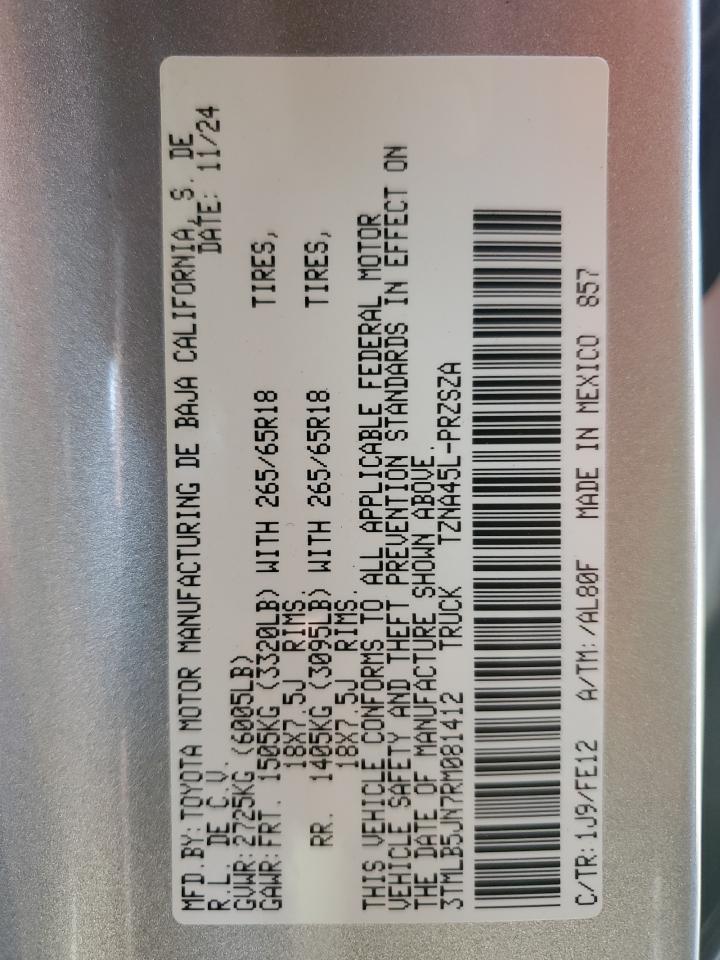 MFD.BY:TOYOTA MOTOR MANUFACTURING DE BAJA CALIFORNIA, S. DE
R.L. DE C.V. DATE: 11/24
GVWR:2725KG (6005LB)
GAWR:FRT. 1505KG (3320LB) WITH 265/65R18 TIRES,
18X7.5J RIMS.
RR. 1405KG (3095LB) WITH 265/65R18 TIRES,
18X7.5J RIMS.
THIS VEHICLE CONFORMS TO ALL APPLICABLE FEDERAL MOTOR
VEHICLE SAFETY AND THEFT PREVENTION STANDARDS IN EFFECT ON
THE DATE OF MANUFACTURE SHOWN ABOVE.
3TMLB5JN7RM081412 TRUCK TZNA45L-PRZSZA
C/TR:1J9/FE12 A/TM:/AL80F MADE IN MEXICO 857